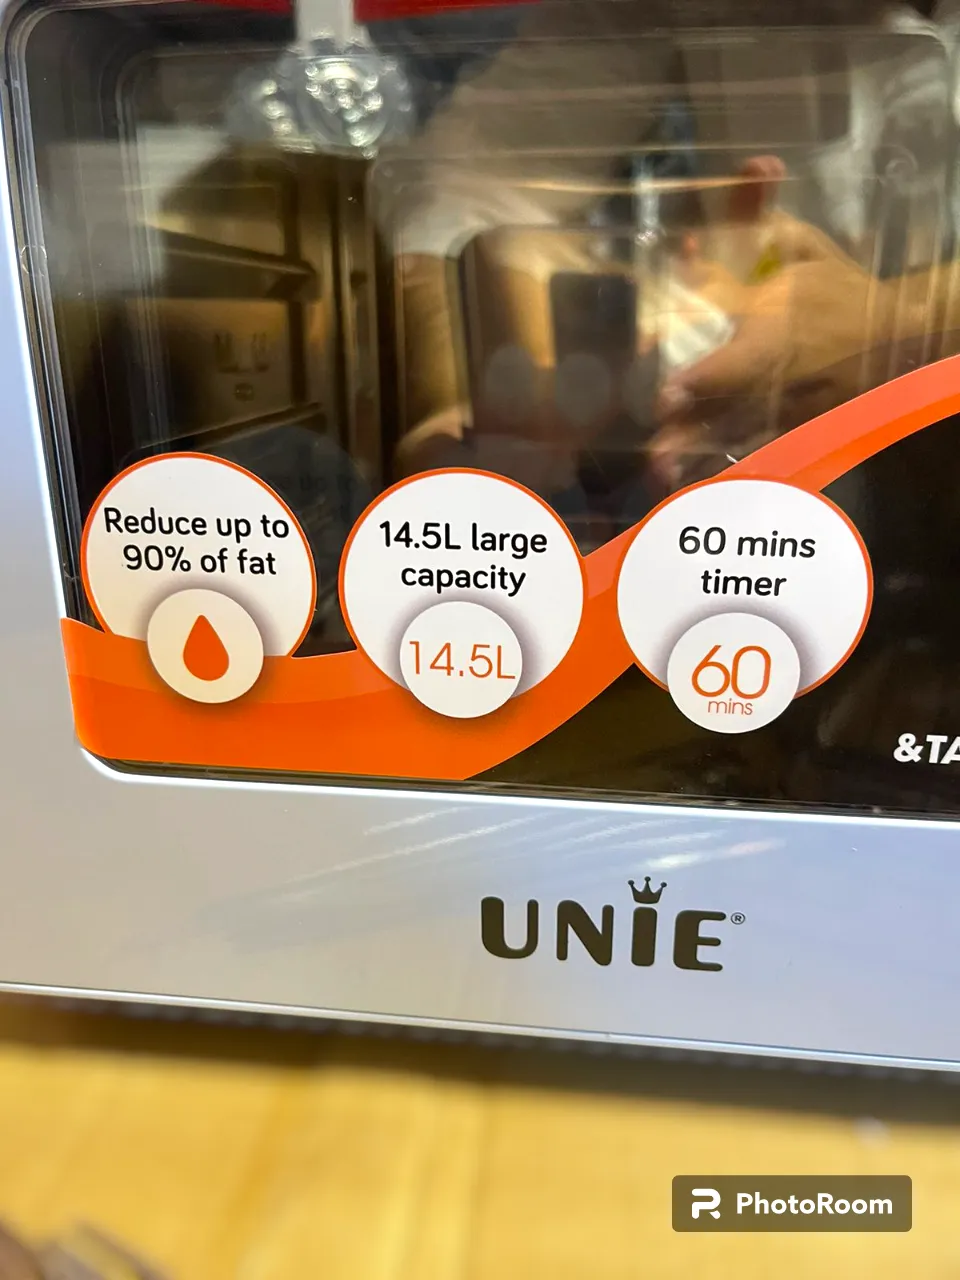 Reduce up to
90% of fat
14.5L large
capacity
14.5L
60 mins
timer
60
mins
&TA
UNIE®
PhotoRoom